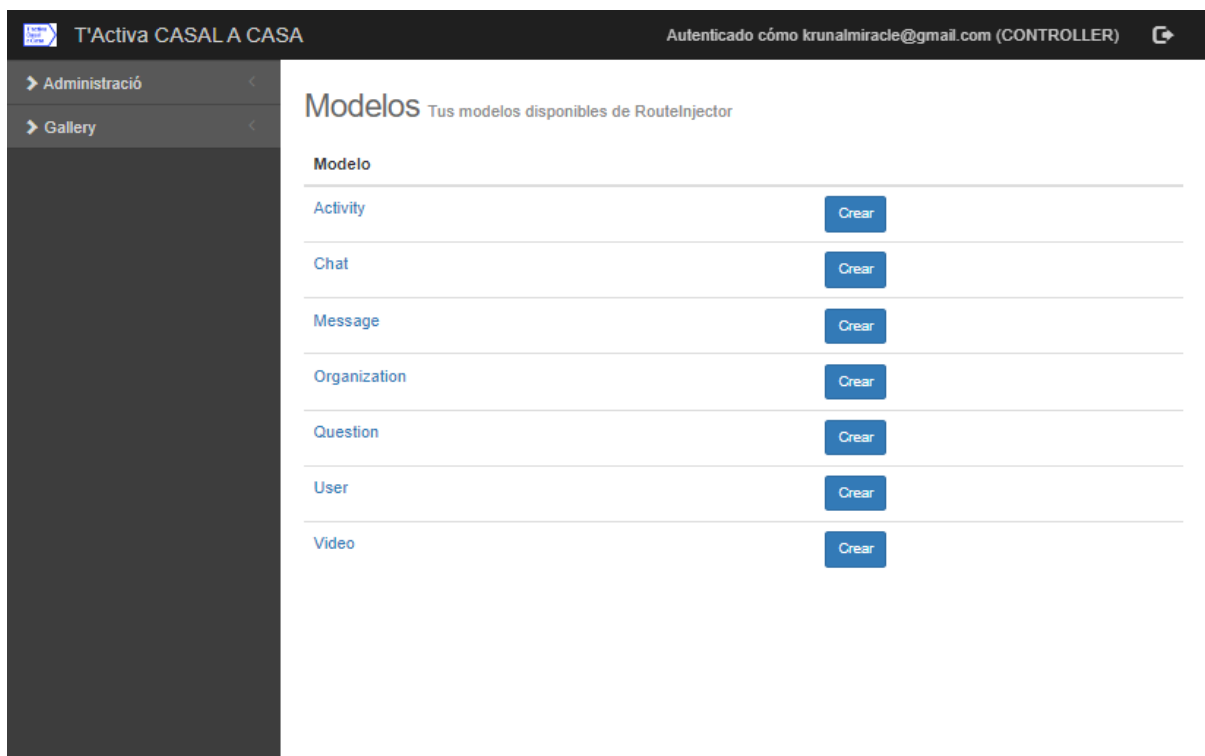 T'Activa CASAL A CASA
Autenticado cómo krunalmiracle@gmail.com (CONTROLLER)
Administració
Gallery
Modelos Tus modelos disponibles de RouteInjector
Modelo
Activity Crear
Chat Crear
Message Crear
Organization Crear
Question Crear
User Crear
Video Crear